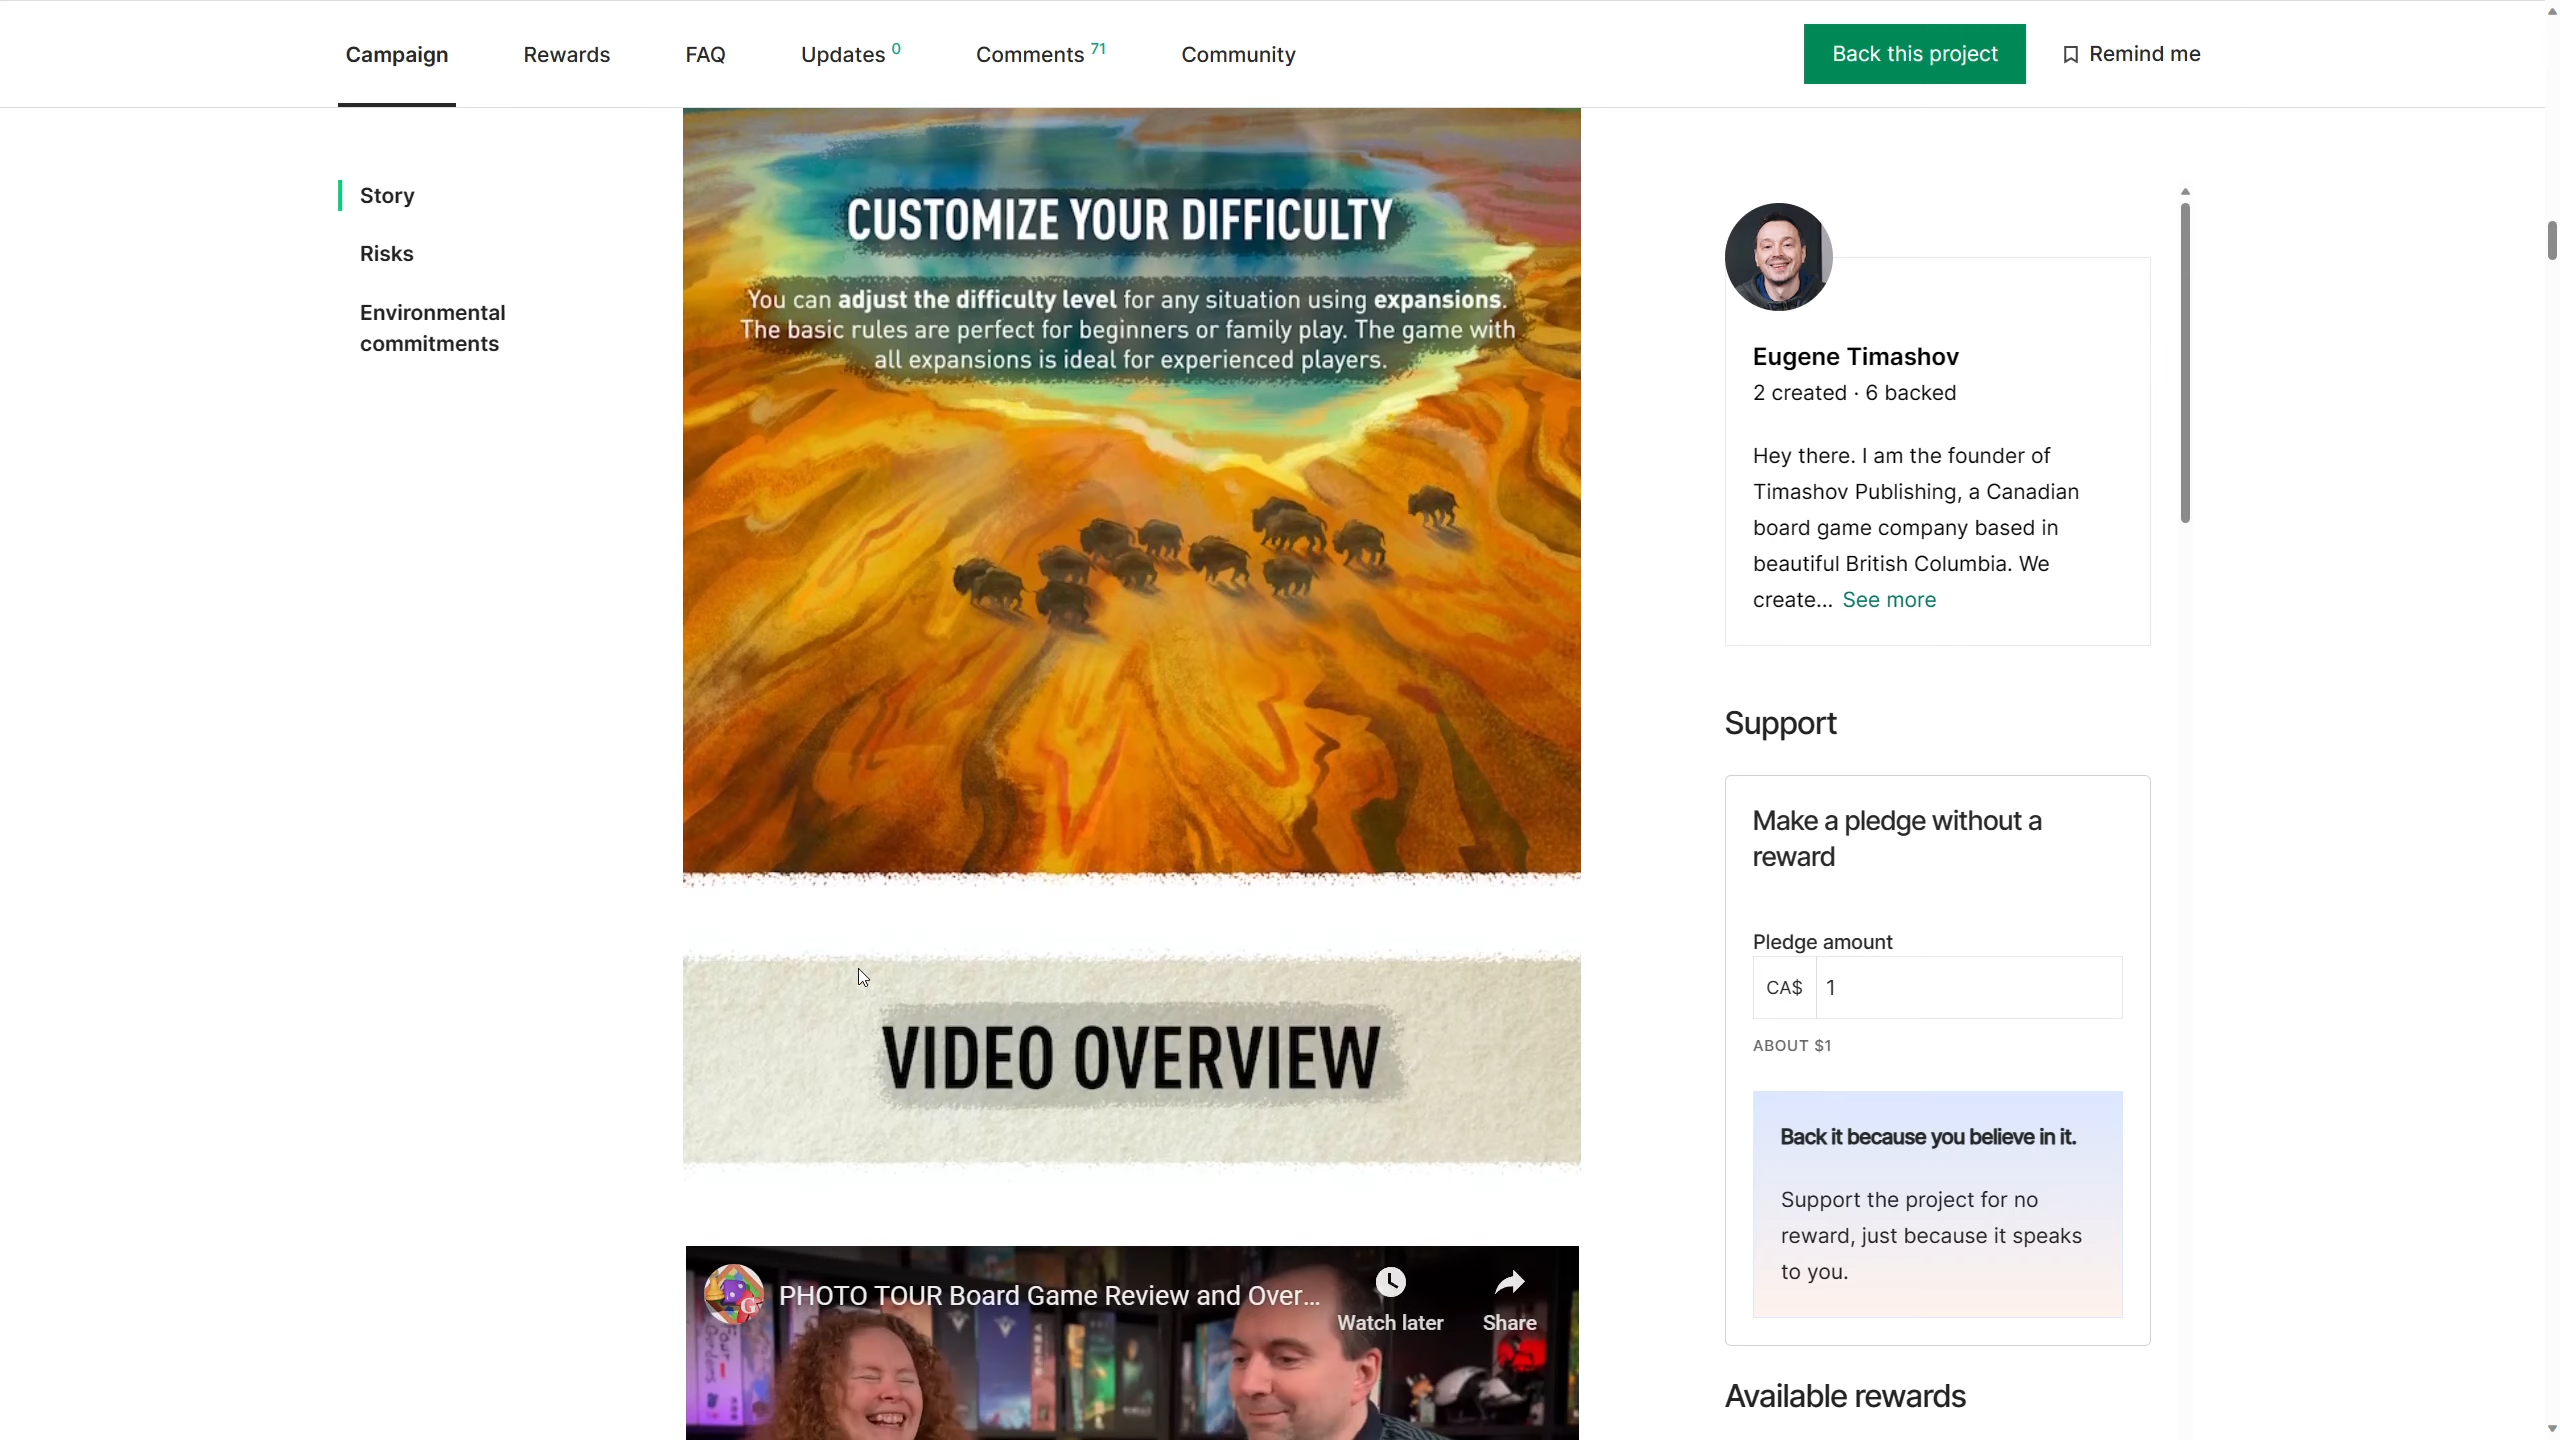 Campaign
Rewards
FAQ
Updates 0
Comments 71
Community
Back this project
Remind me
Story
Risks
Environmental
commitments
CUSTOMIZE YOUR DIFFICULTY
You can adjust the difficulty level for any situation using expansions.
The basic rules are perfect for beginners or family play. The game with
all expansions is ideal for experienced players.
VIDEO OVERVIEW
PHOTO TOUR Board Game Review and Over...
Watch later
Share
Eugene Timashov
2 created · 6 backed
Hey there. I am the founder of
Timashov Publishing, a Canadian
board game company based in
beautiful British Columbia. We
create... See more
Support
Make a pledge without a
reward
Pledge amount
CA$ 1
ABOUT $1
Back it because you believe in it.
Support the project for no
reward, just because it speaks
to you.
Available rewards